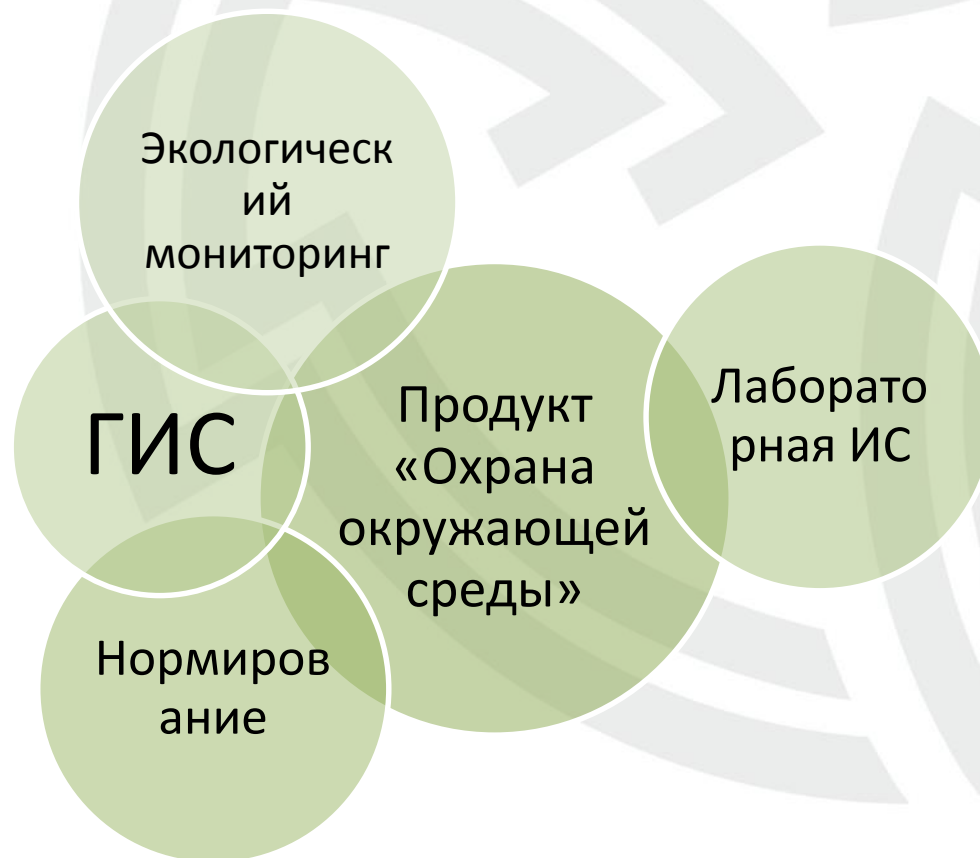 Экологическ
ий
мониторинг
ГИС
Продукт
«Охрана
окружающей
среды»
Лаборато
рная ИС
Нормиров
ание